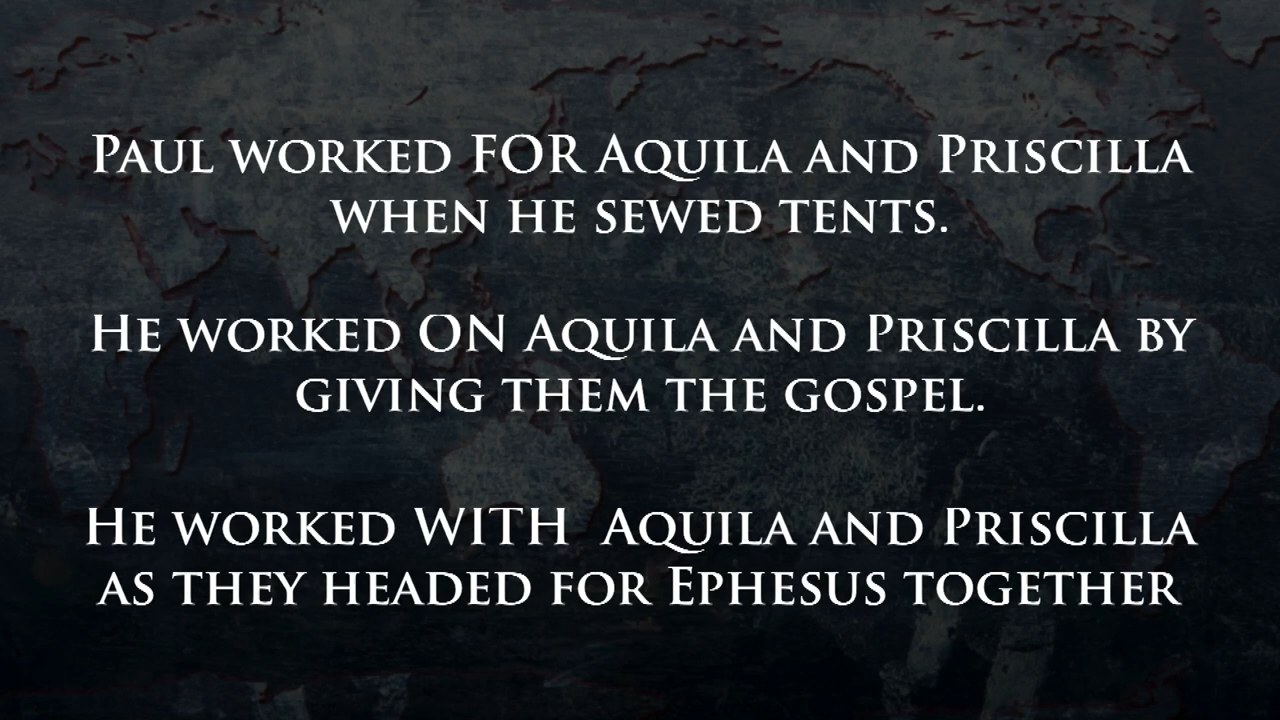 Paul worked FOR Aquila and Priscilla
when he sewed tents.
He worked ON Aquila and Priscilla by
giving them the gospel.
He worked WITH  Aquila and Priscilla
as they headed for Ephesus together